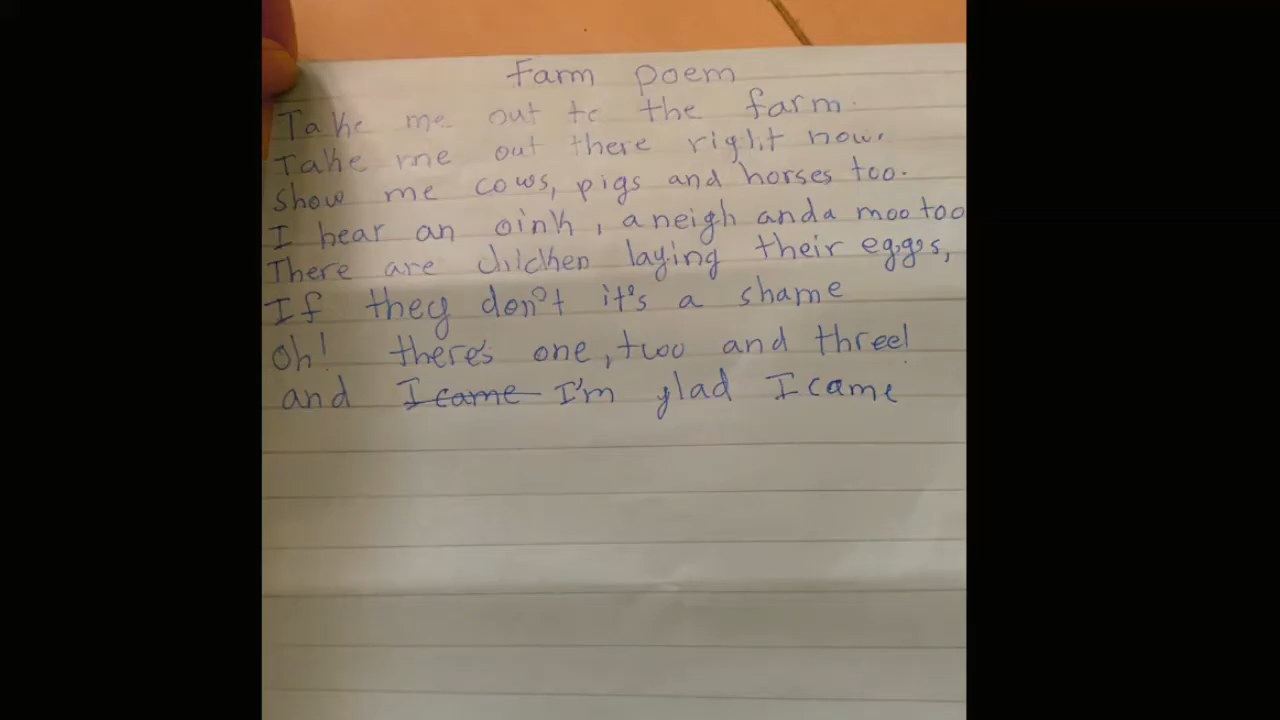 Farm poem
Take me out to the farm.
Take me out there right now.
Show me cows, pigs and horses too.
I hear an oink, a neigh and a moo too
There are chicken laying their eggs,
If they don't it's a shame
Oh! there's one, two and three!
and I came I'm glad I came